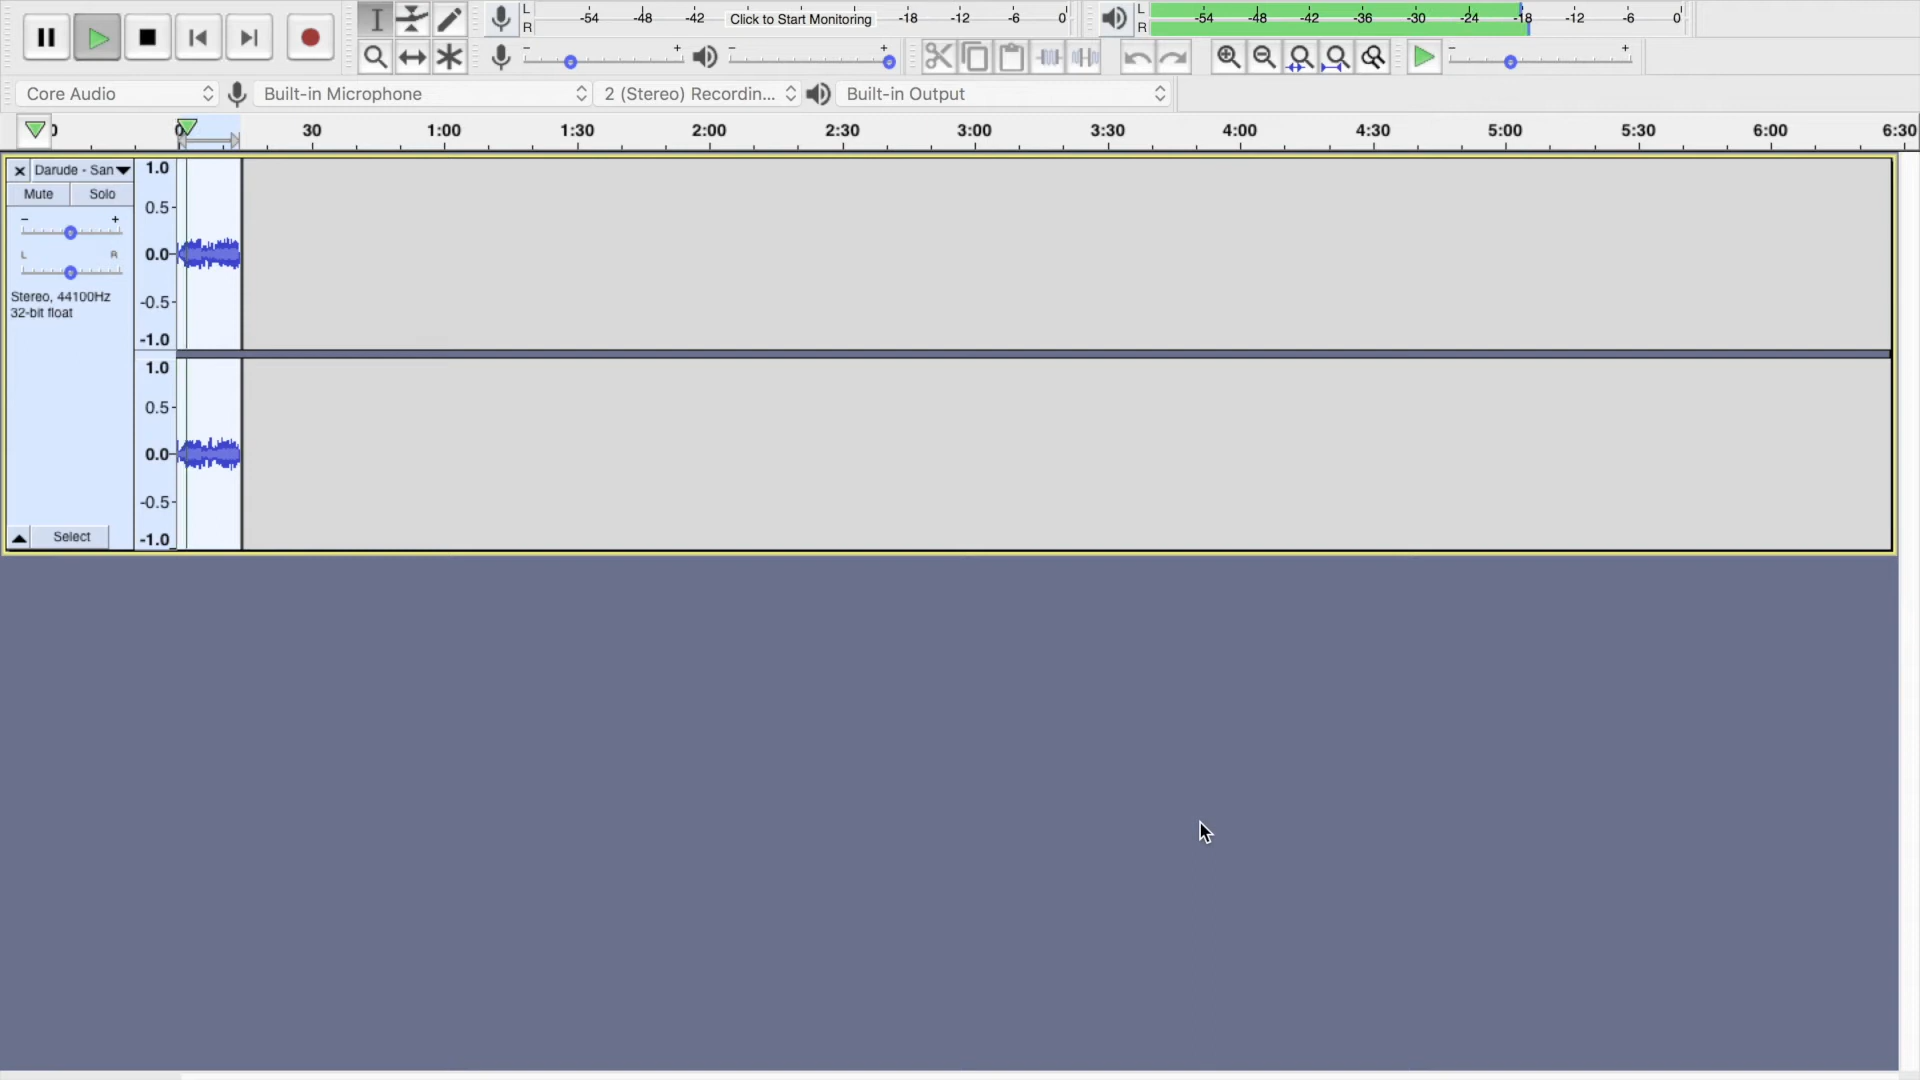 L
R
-54 -48 -42 Click to Start Monitoring -18 -12 -6 0
L
R
-54 -48 -42 -36 -30 -24 -18 -12 -6 0
- + - + - +
Core Audio Built-in Microphone 2 (Stereo) Recordin... Built-in Output
0 30 1:00 1:30 2:00 2:30 3:00 3:30 4:00 4:30 5:00 5:30 6:00 6:30
Darude - San
Mute Solo
- +
L R
Stereo, 44100Hz
32-bit float
Select
1.0
0.5-
0.0-
-0.5-
-1.0
1.0
0.5-
0.0-
-0.5-
-1.0